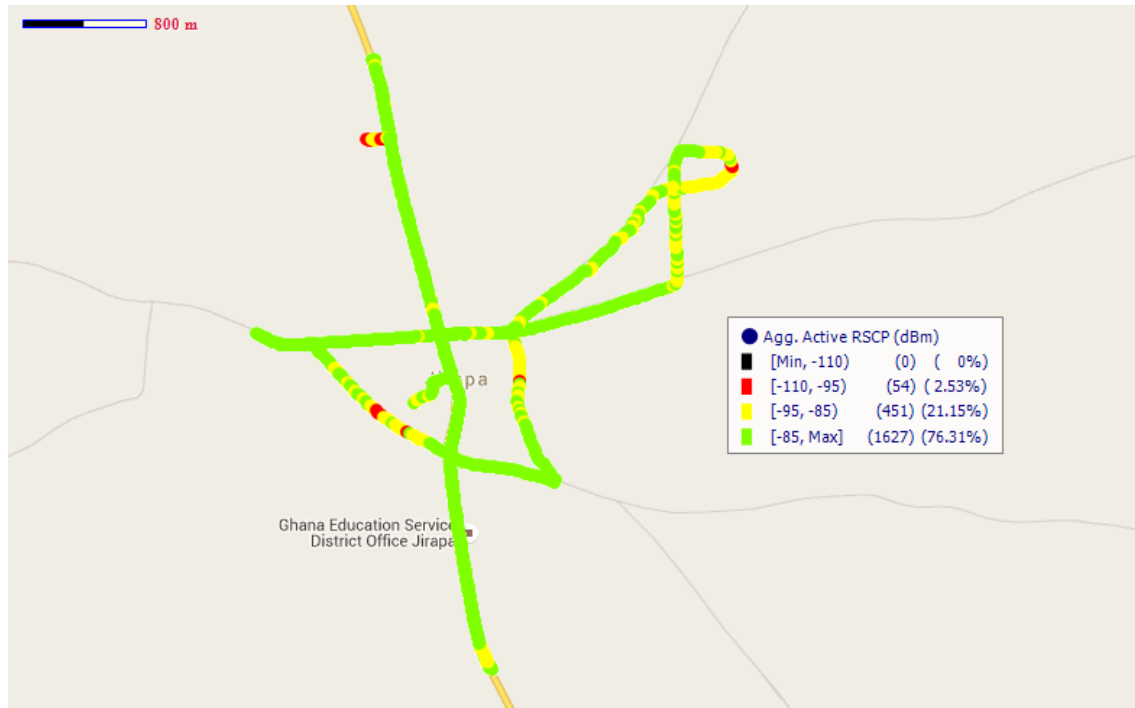 800 m
Agg. Active RSCP (dBm)
[Min, -110) (0) ( 0%)
[-110, -95) (54) ( 2.53%)
[-95, -85) (451) (21.15%)
[-85, Max] (1627) (76.31%)
Ghana Education Service
District Office Jirapa